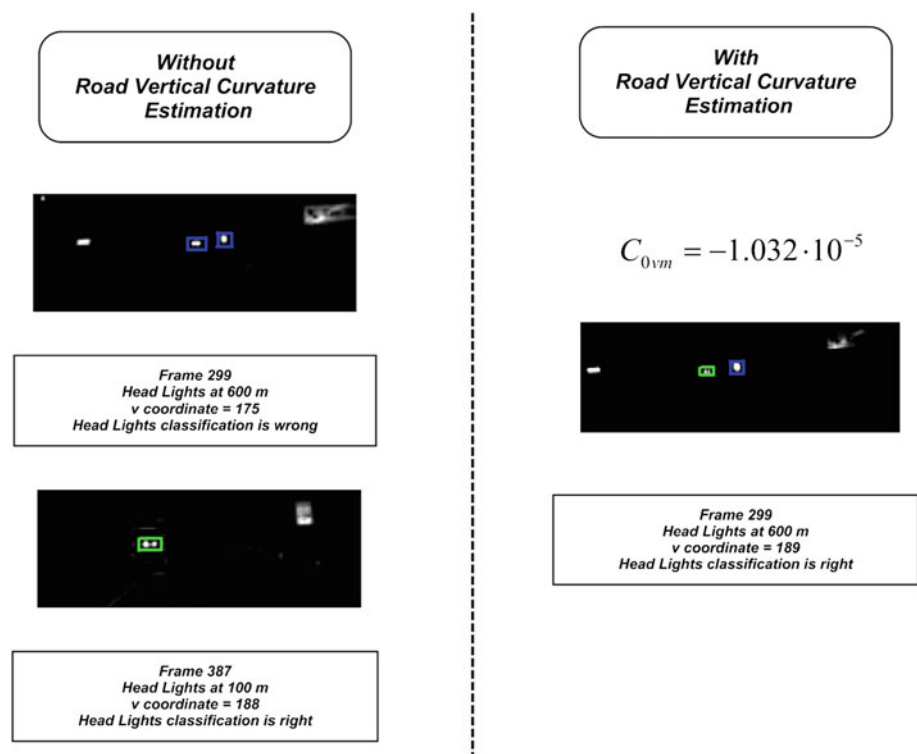 Without
Road Vertical Curvature
Estimation
Frame 299
Head Lights at 600 m
v coordinate = 175
Head Lights classification is wrong
Frame 387
Head Lights at 100 m
v coordinate = 188
Head Lights classification is right
With
Road Vertical Curvature
Estimation
C_{0vm} = −1.032·10^{−5}
Frame 299
Head Lights at 600 m
v coordinate = 189
Head Lights classification is right